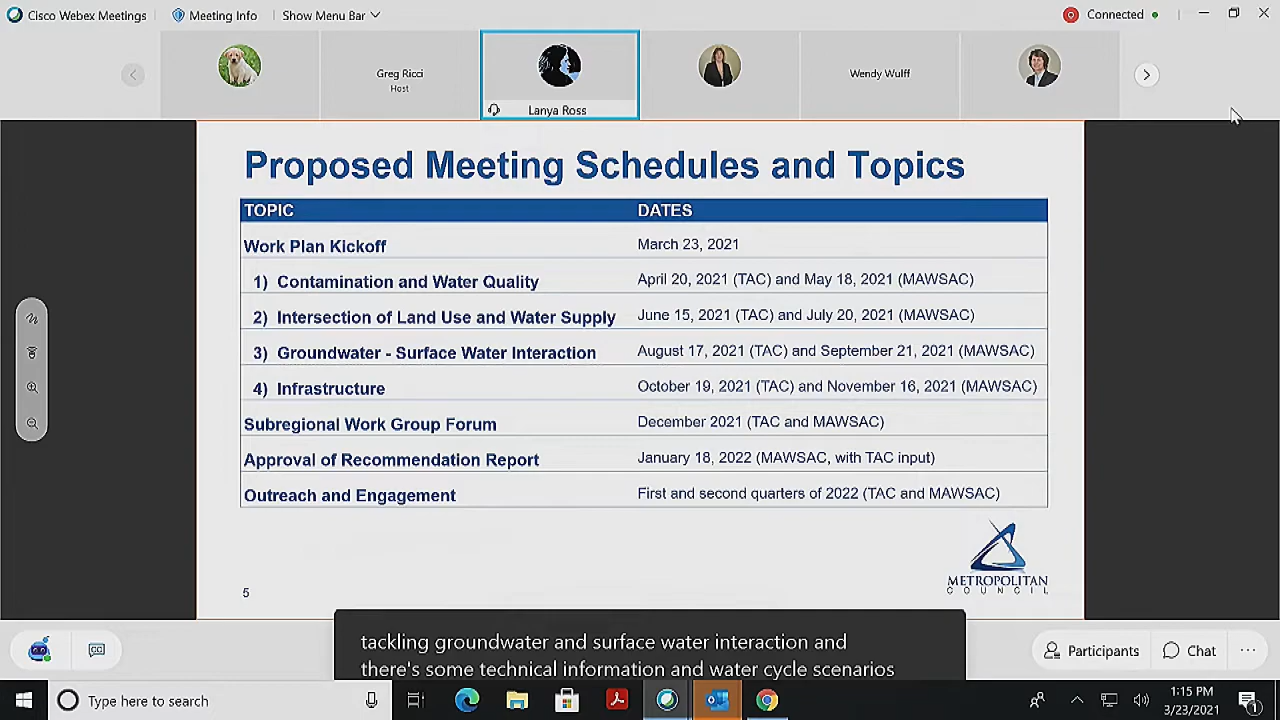 Cisco Webex Meetings Meeting Info Show Menu Bar Connected
Greg Ricci
Host
Lanya Ross
Wendy Wulff
Proposed Meeting Schedules and Topics
TOPIC DATES
Work Plan Kickoff March 23, 2021
1) Contamination and Water Quality April 20, 2021 (TAC) and May 18, 2021 (MAWSAC)
2) Intersection of Land Use and Water Supply June 15, 2021 (TAC) and July 20, 2021 (MAWSAC)
3) Groundwater - Surface Water Interaction August 17, 2021 (TAC) and September 21, 2021 (MAWSAC)
4) Infrastructure October 19, 2021 (TAC) and November 16, 2021 (MAWSAC)
Subregional Work Group Forum December 2021 (TAC and MAWSAC)
Approval of Recommendation Report January 18, 2022 (MAWSAC, with TAC input)
Outreach and Engagement First and second quarters of 2022 (TAC and MAWSAC)
METROPOLITAN
COUNCIL
5
tackling groundwater and surface water interaction and
there's some technical information and water cycle scenarios
CC Participants Chat
Type here to search 1:15 PM
3/23/2021 1